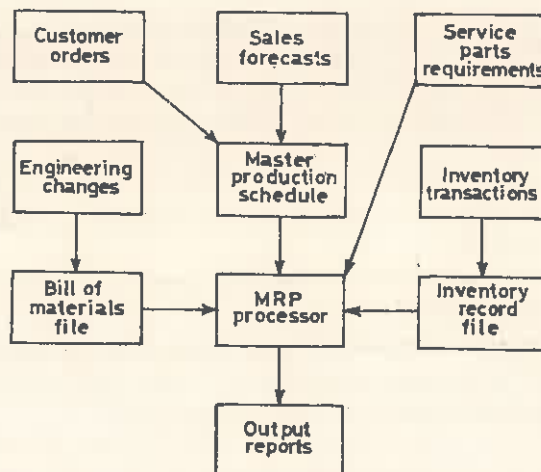 Customer
orders
Sales
forecasts
Service
parts
requirements
Engineering
changes
Master
production
schedule
Inventory
transactions
Bill of
materials
file
MRP
processor
Inventory
record
file
Output
reports